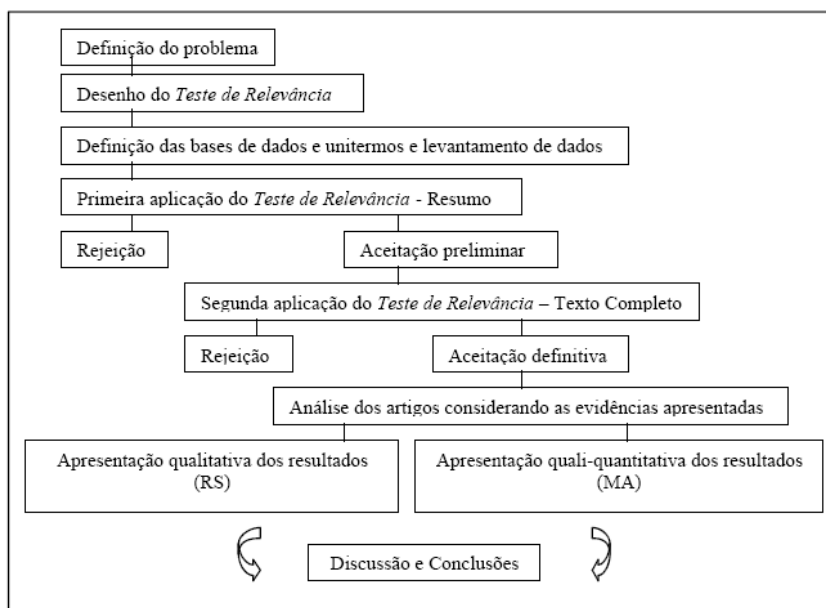 Definição do problema
Desenho do Teste de Relevância
Definição das bases de dados e unitermos e levantamento de dados
Primeira aplicação do Teste de Relevância - Resumo
Rejeição
Aceitação preliminar
Segunda aplicação do Teste de Relevância – Texto Completo
Rejeição
Aceitação definitiva
Análise dos artigos considerando as evidências apresentadas
Apresentação qualitativa dos resultados
(RS)
Apresentação quali-quantitativa dos resultados
(MA)
Discussão e Conclusões